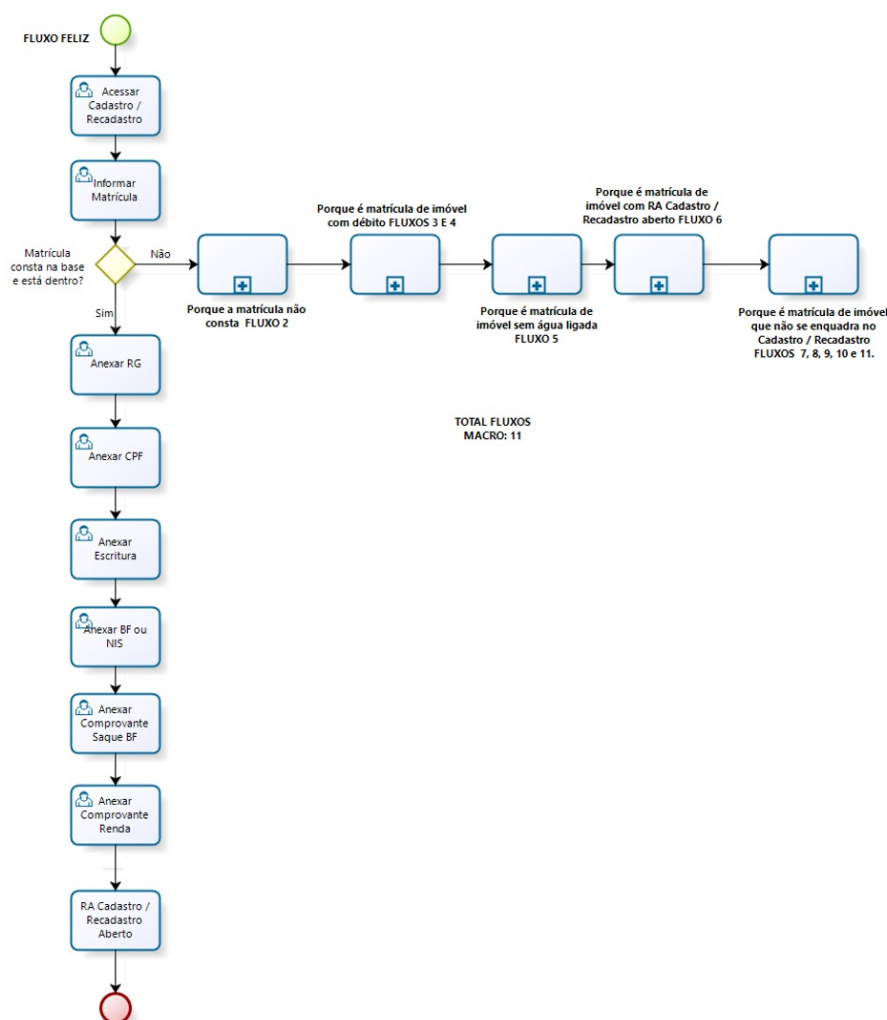 FLUXO FELIZ
Acessar
Cadastro /
Recadastro
Informar
Matrícula
Matrícula
consta na base
e está dentro?
Não
Sim
Porque a matrícula não
consta FLUXO 2
Porque é matrícula de imóvel
com débito FLUXOS 3 E 4
Porque é matrícula de
imóvel sem água ligada
FLUXO 5
Porque é matrícula de
imóvel com RA Cadastro /
Recadastro aberto FLUXO 6
Porque é matrícula de imóvel
que não se enquadra no
Cadastro / Recadastro
FLUXOS 7, 8, 9, 10 e 11.
TOTAL FLUXOS
MACRO: 11
Anexar RG
Anexar CPF
Anexar
Escritura
Anexar BF ou
NIS
Anexar
Comprovante
Saque BF
Anexar
Comprovante
Renda
RA Cadastro /
Recadastro
Aberto